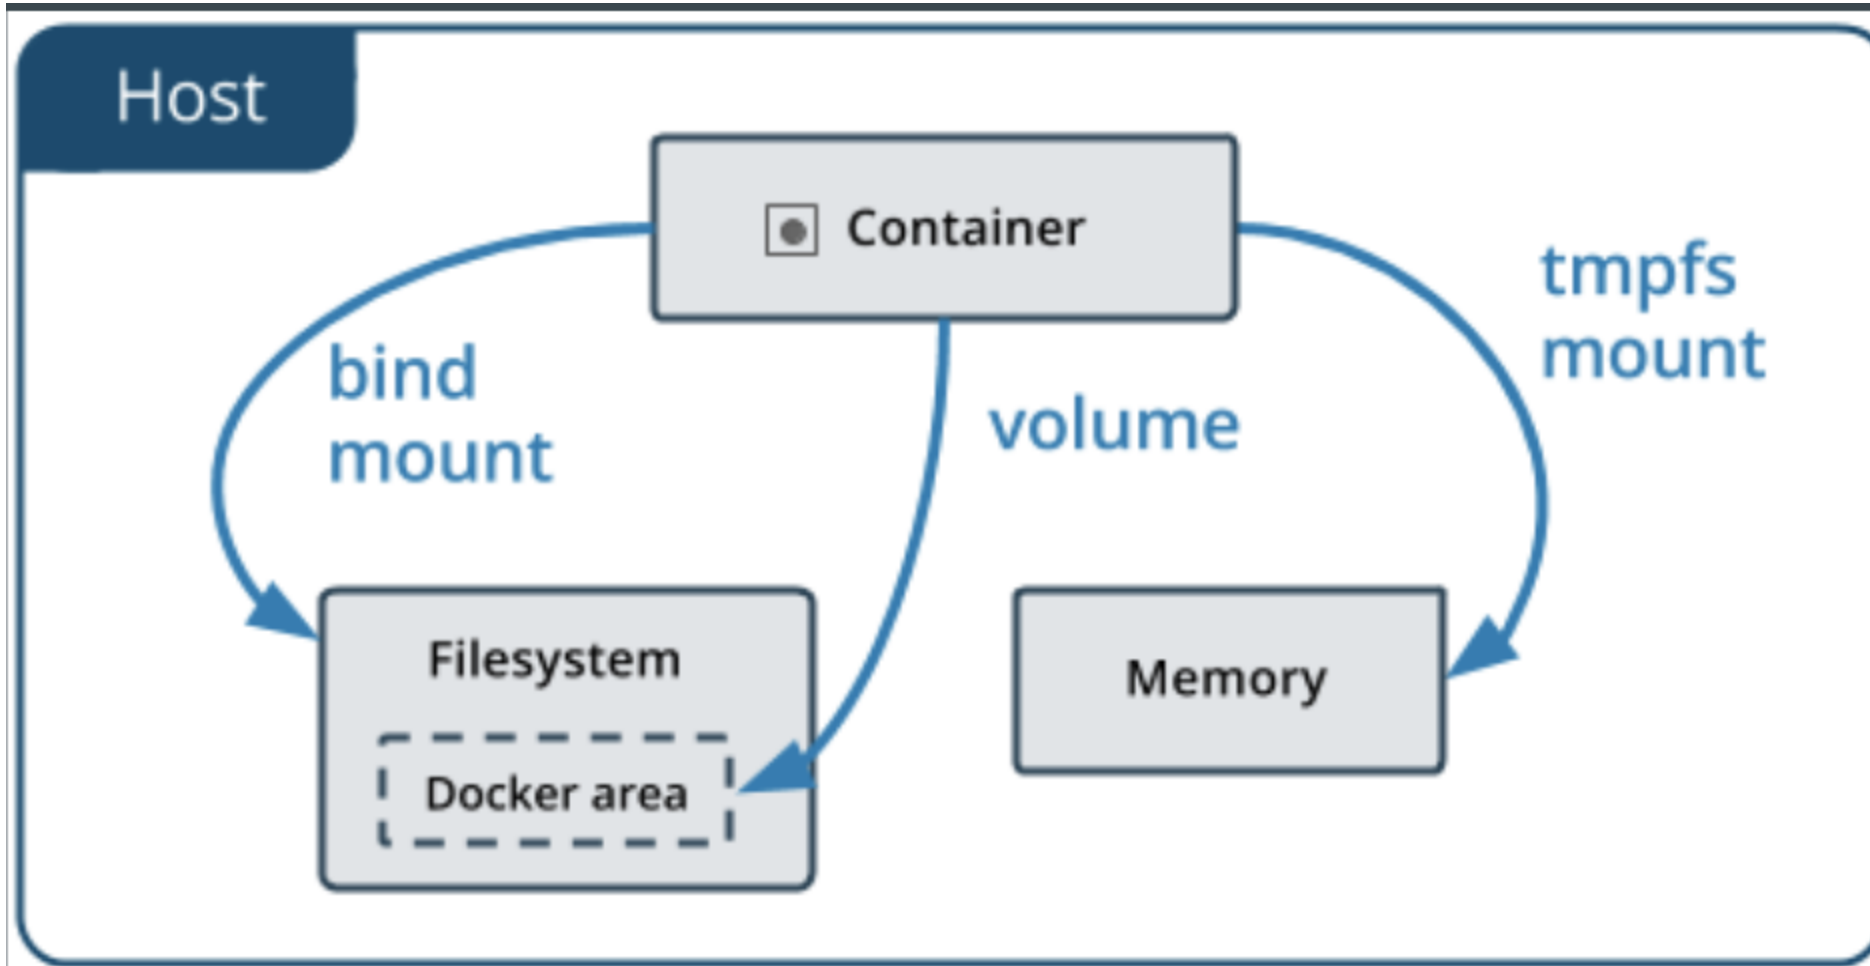 Host
Container
bind
mount
volume
tmpfs
mount
Filesystem
Docker area
Memory